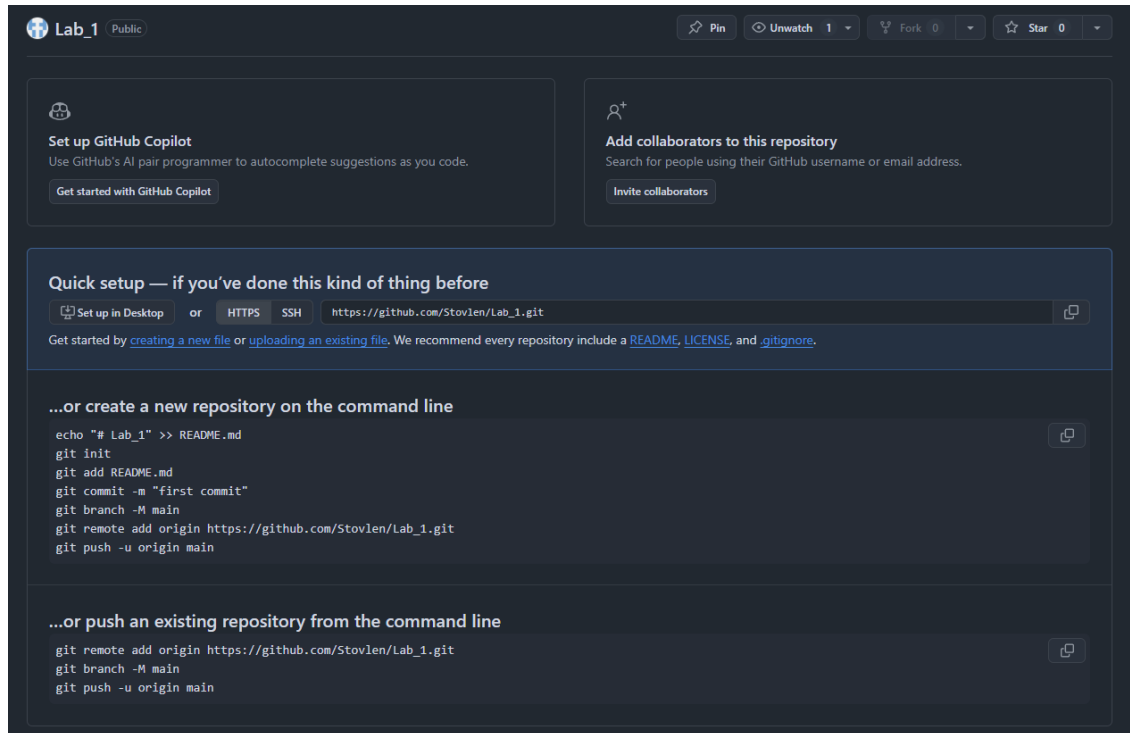 Lab_1 Public Pin Unwatch 1 Fork 0 Star 0
Set up GitHub Copilot
Use GitHub's AI pair programmer to autocomplete suggestions as you code.
Get started with GitHub Copilot
Add collaborators to this repository
Search for people using their GitHub username or email address.
Invite collaborators
Quick setup — if you've done this kind of thing before
Set up in Desktop or HTTPS SSH https://github.com/Stovlen/Lab_1.git
Get started by creating a new file or uploading an existing file. We recommend every repository include a README, LICENSE, and .gitignore.
...or create a new repository on the command line
echo "# Lab_1" >> README.md
git init
git add README.md
git commit -m "first commit"
git branch -M main
git remote add origin https://github.com/Stovlen/Lab_1.git
git push -u origin main
...or push an existing repository from the command line
git remote add origin https://github.com/Stovlen/Lab_1.git
git branch -M main
git push -u origin main